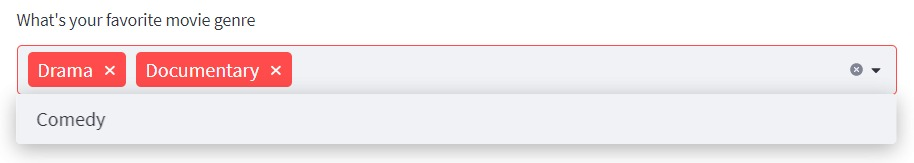 What's your favorite movie genre
Drama × Documentary ×
Comedy